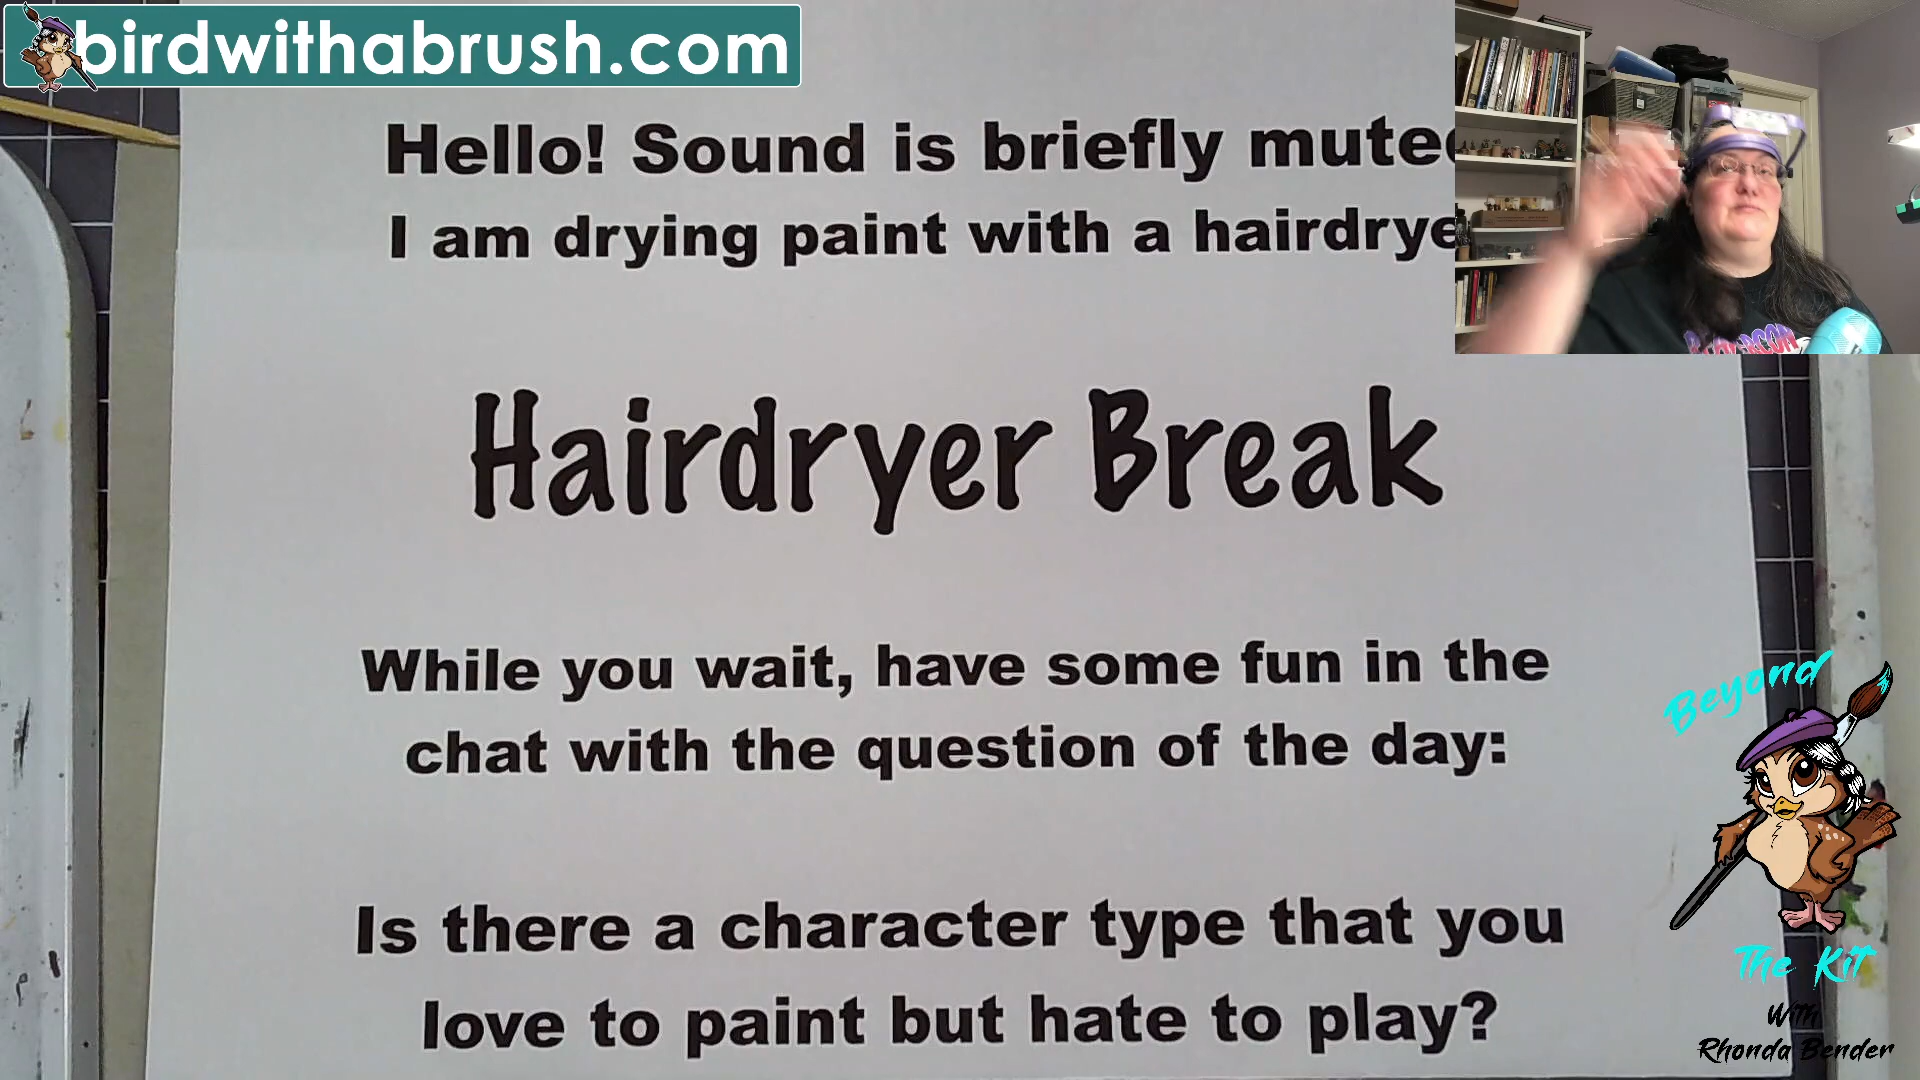 birdwithabrush.com
Hello! Sound is briefly mute
I am drying paint with a hairdrye
Hairdryer Break
While you wait, have some fun in the
chat with the question of the day:
Is there a character type that you
love to paint but hate to play?
Beyond
The Kit
With
Rhonda Bender